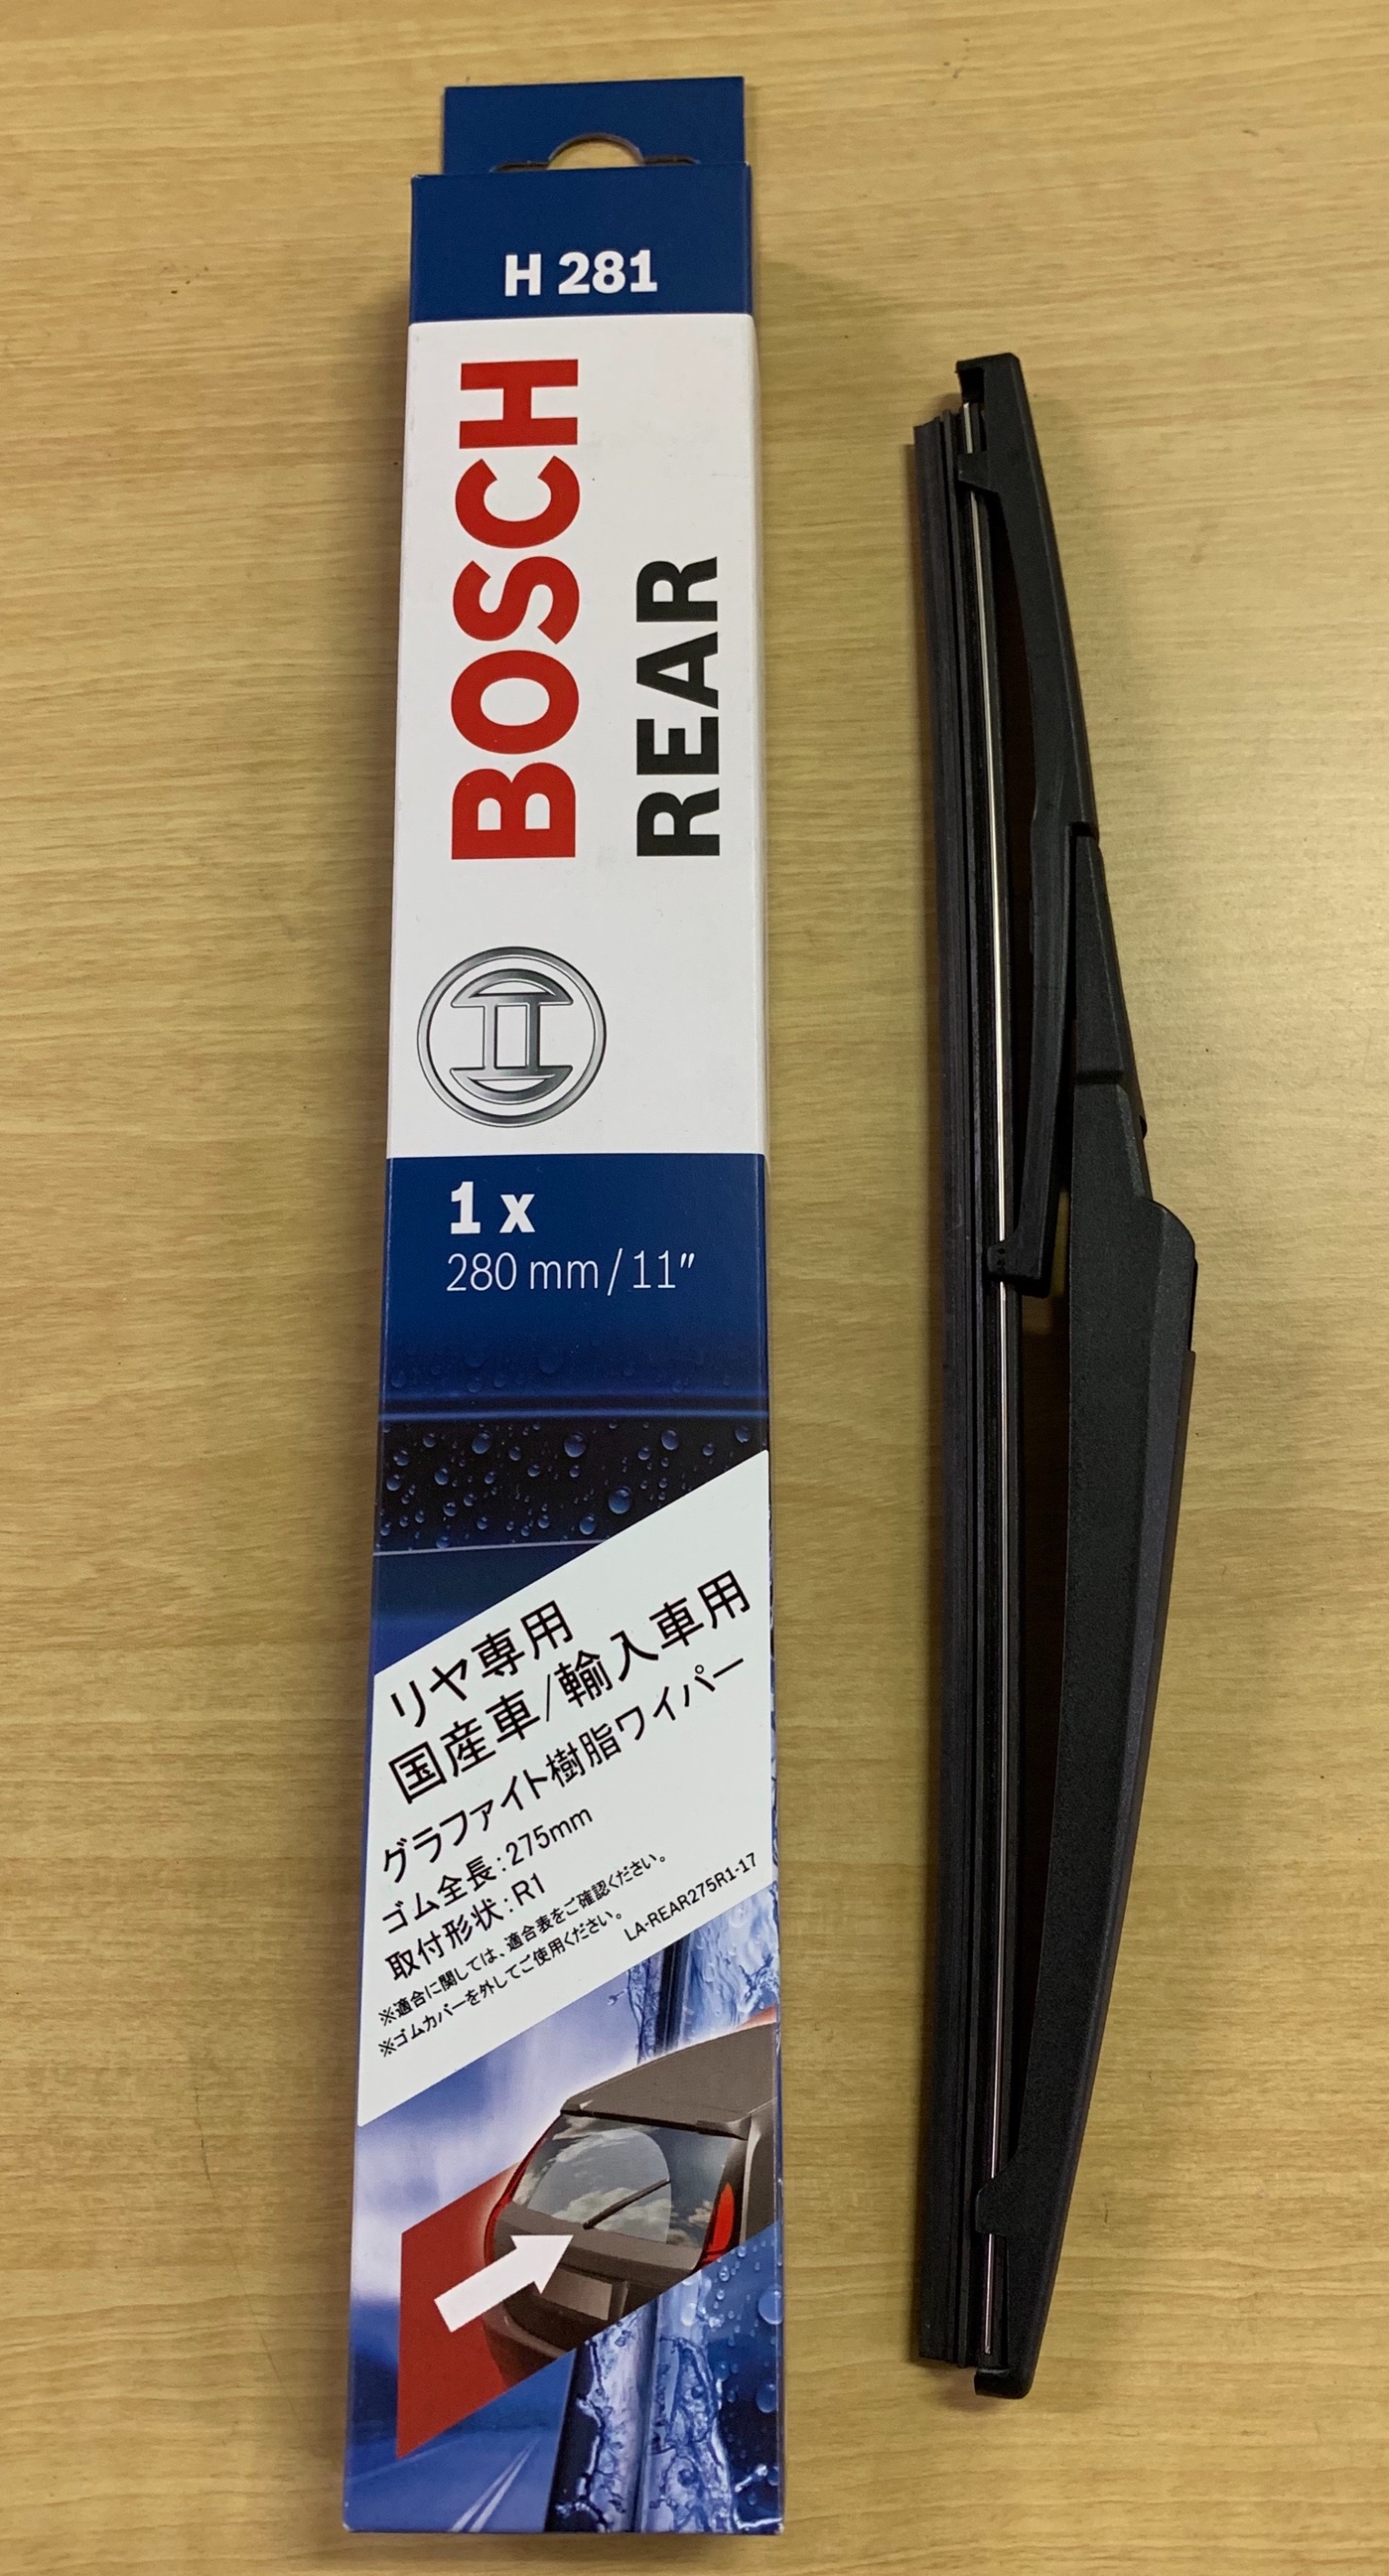 H 281
BOSCH
REAR
1 x
280 mm / 11″
リヤ専用
国産車/輸入車用
グラファイト樹脂ワイパー
ゴム全長:275mm
取付形状:R1
※適合に関しては、適合表をご確認ください。
※ゴムカバーを外してご使用ください。
LA-REAR275R1-17